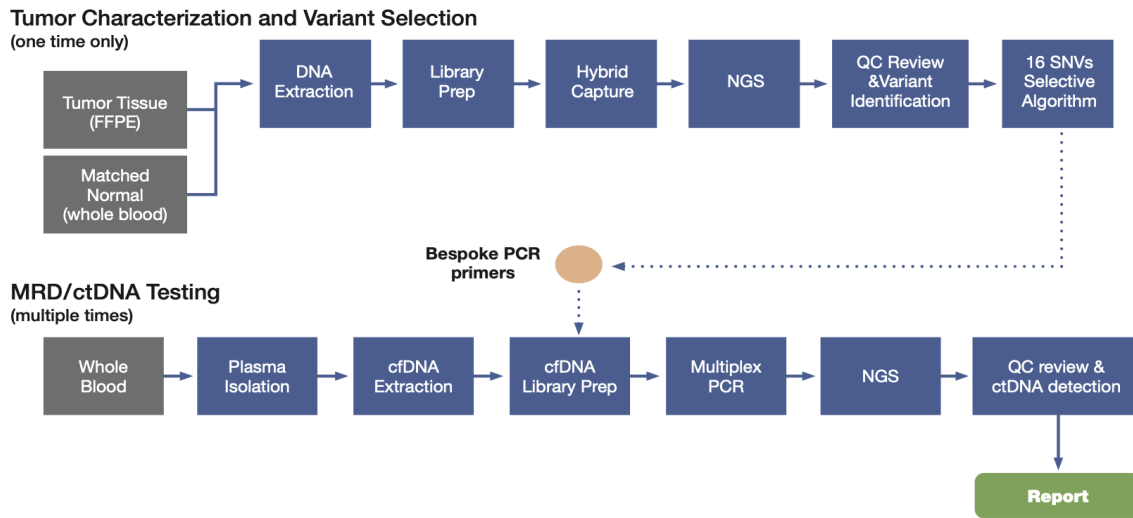 Tumor Characterization and Variant Selection
(one time only)
Tumor Tissue
(FFPE)
Matched
Normal
(whole blood)
DNA
Extraction
Library
Prep
Hybrid
Capture
NGS
QC Review
&Variant
Identification
16 SNVs
Selective
Algorithm
Bespoke PCR
primers
MRD/ctDNA Testing
(multiple times)
Whole
Blood
Plasma
Isolation
cfDNA
Extraction
cfDNA
Library Prep
Multiplex
PCR
NGS
QC review &
ctDNA detection
Report